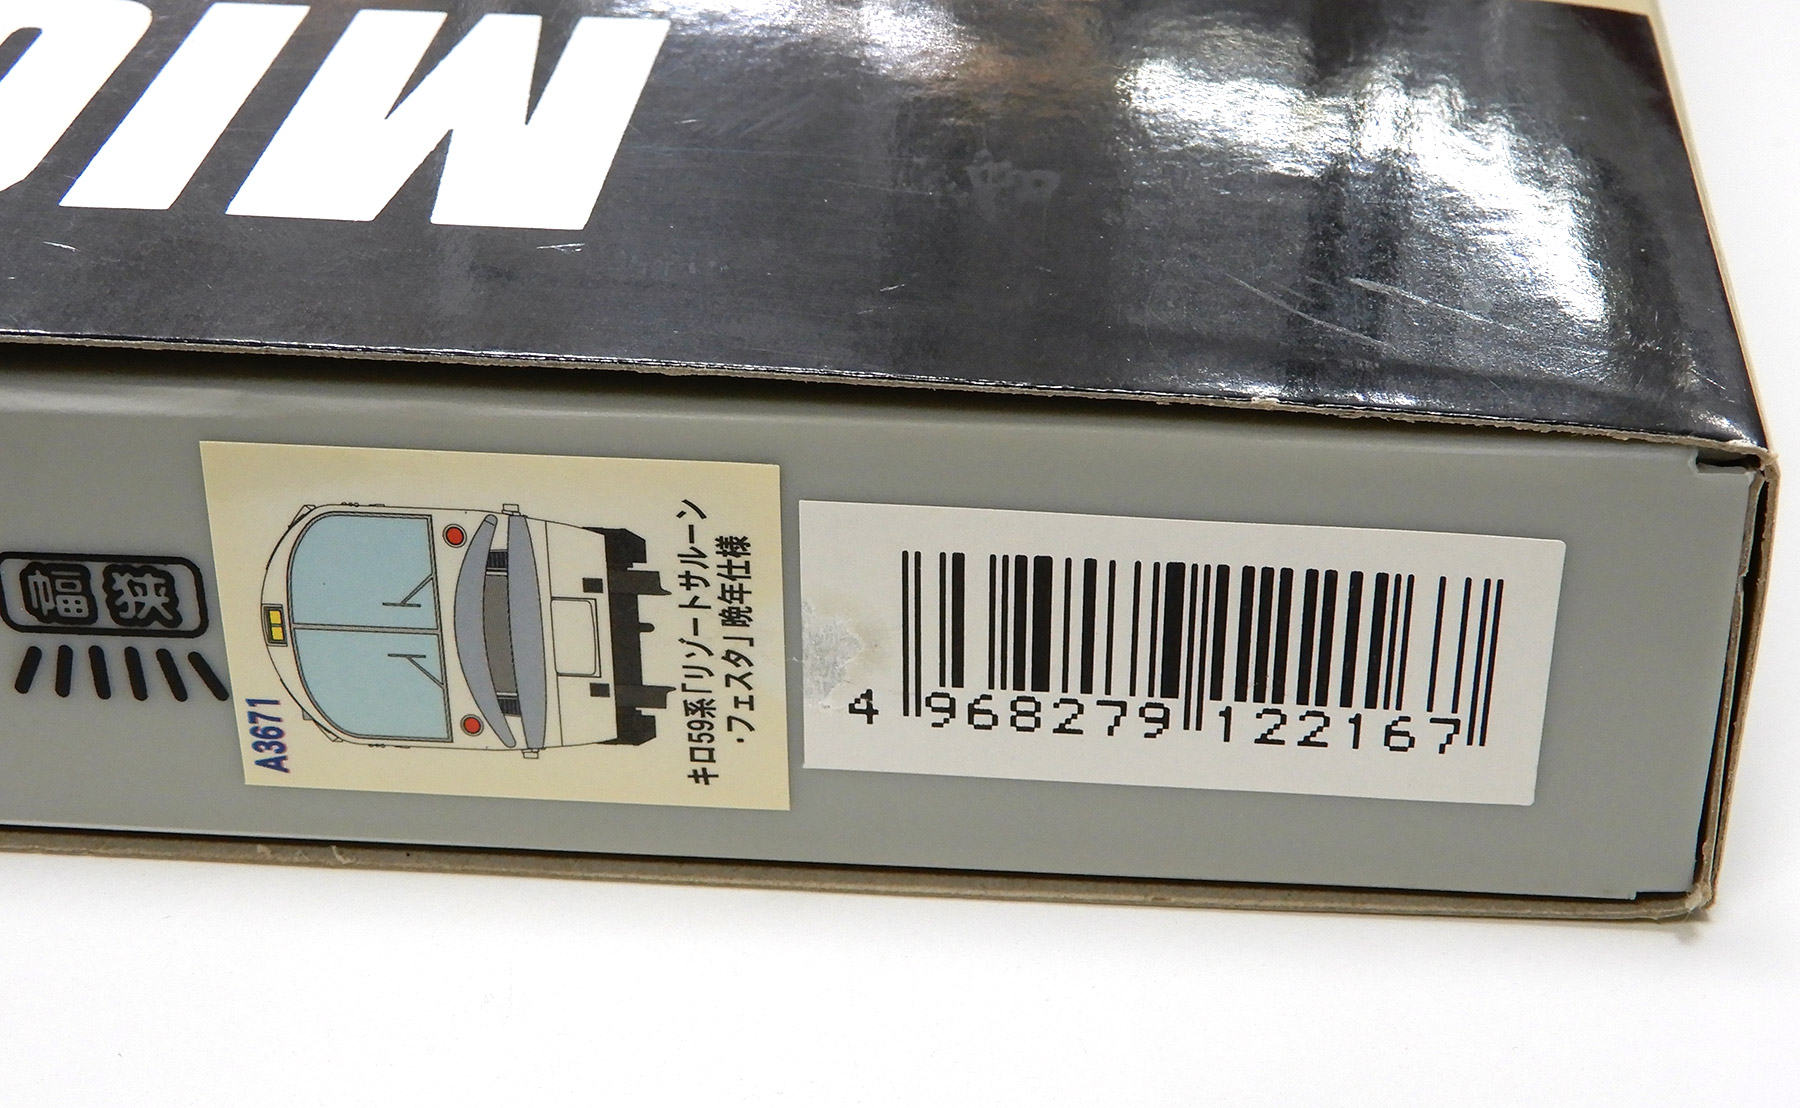 MIC
狭幅
A3671
キロ59系「リゾートサルーン
・フェスタ」晩年仕様
4 968279 122167